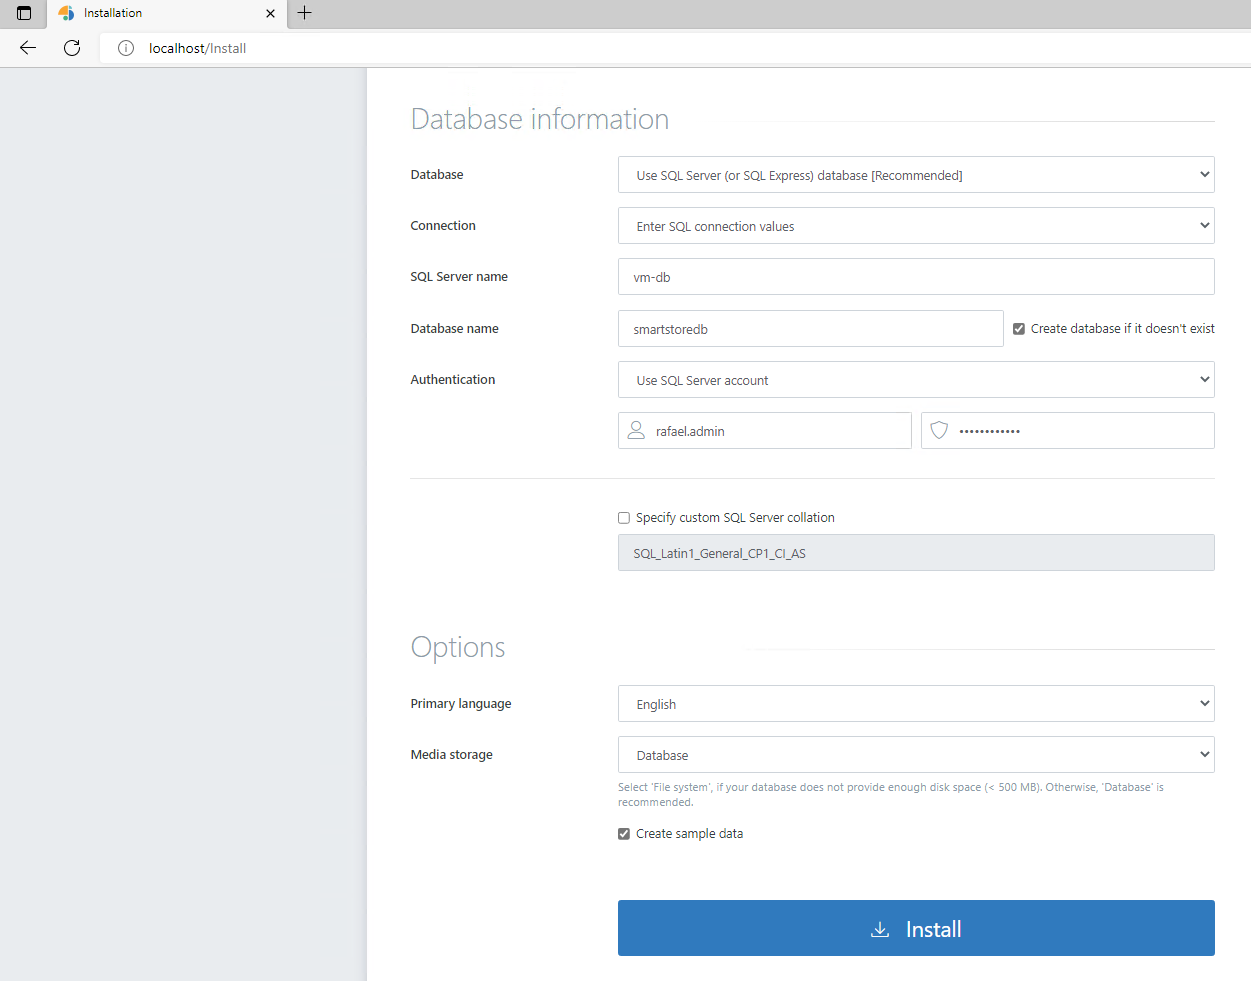 Installation
localhost/Install
Database information
Database
Use SQL Server (or SQL Express) database [Recommended]
Connection
Enter SQL connection values
SQL Server name
vm-db
Database name
smartstoredb
Create database if it doesn't exist
Authentication
Use SQL Server account
rafael.admin
••••••••••••
Specify custom SQL Server collation
SQL_Latin1_General_CP1_CI_AS
Options
Primary language
English
Media storage
Database
Select 'File system', if your database does not provide enough disk space (< 500 MB). Otherwise, 'Database' is
recommended.
Create sample data
Install